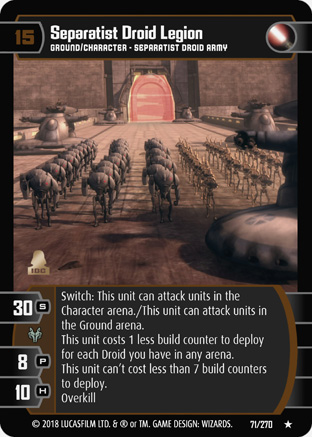 15
Separatist Droid Legion
GROUND/CHARACTER - SEPARATIST DROID ARMY
IGC
30 S
8 P
10 H
Switch: This unit can attack units in the
Character arena./This unit can attack units in
the Ground arena.
This unit costs 1 less build counter to deploy
for each Droid you have in any arena.
This unit can't cost less than 7 build counters
to deploy.
Overkill
© 2018 LUCASFILM LTD. & ® or TM. GAME DESIGN: WIZARDS.
71/270